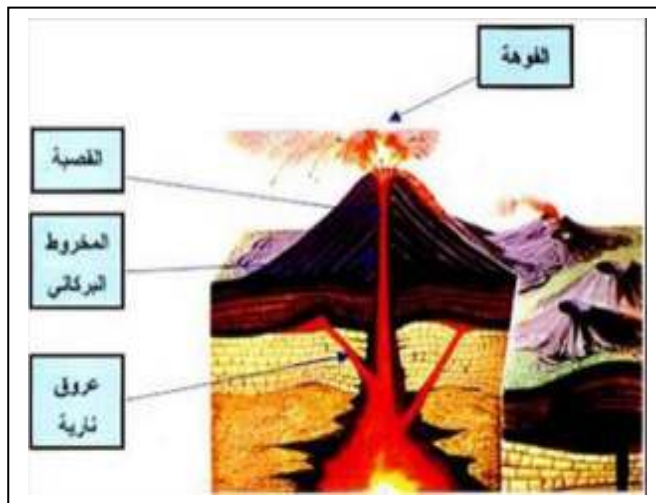 الفوهة
القصبة
المخروط
البركاني
عروق
نارية